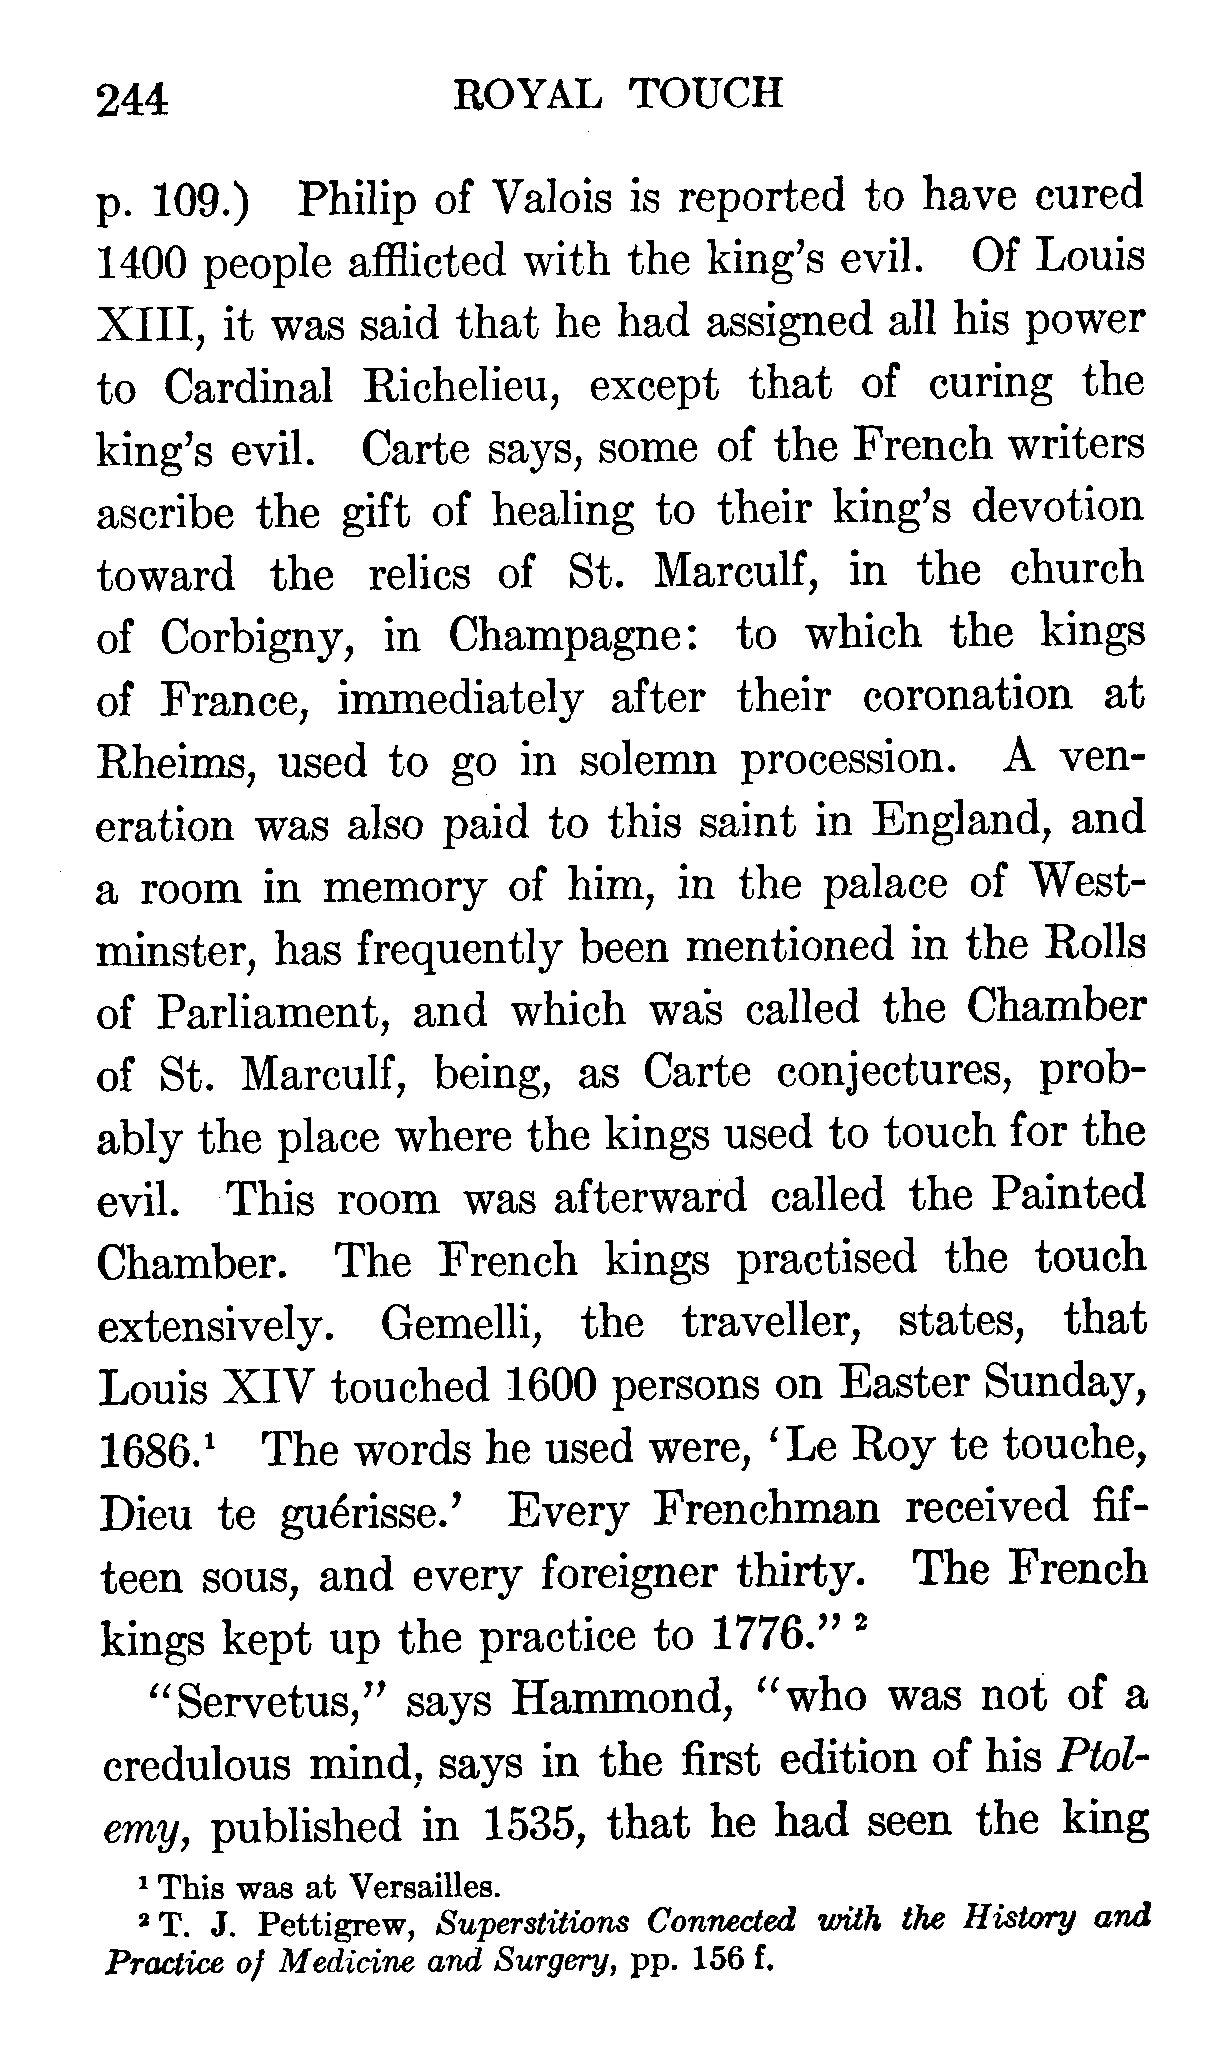 244 ROYAL TOUCH
p. 109.) Philip of Valois is reported to have cured
1400 people afflicted with the king's evil. Of Louis
XIII, it was said that he had assigned all his power
to Cardinal Richelieu, except that of curing the
king's evil. Carte says, some of the French writers
ascribe the gift of healing to their king's devotion
toward the relics of St. Marculf, in the church
of Corbigny, in Champagne: to which the kings
of France, immediately after their coronation at
Rheims, used to go in solemn procession. A ven-
eration was also paid to this saint in England, and
a room in memory of him, in the palace of West-
minster, has frequently been mentioned in the Rolls
of Parliament, and which was called the Chamber
of St. Marculf, being, as Carte conjectures, prob-
ably the place where the kings used to touch for the
evil. This room was afterward called the Painted
Chamber. The French kings practised the touch
extensively. Gemelli, the traveller, states, that
Louis XIV touched 1600 persons on Easter Sunday,
1686.¹ The words he used were, 'Le Roy te touche,
Dieu te guérisse.' Every Frenchman received fif-
teen sous, and every foreigner thirty. The French
kings kept up the practice to 1776." ²
"Servetus," says Hammond, "who was not of a
credulous mind, says in the first edition of his Ptol-
emy, published in 1535, that he had seen the king
¹ This was at Versailles.
² T. J. Pettigrew, Superstitions Connected with the History and
Practice of Medicine and Surgery, pp. 156 f.